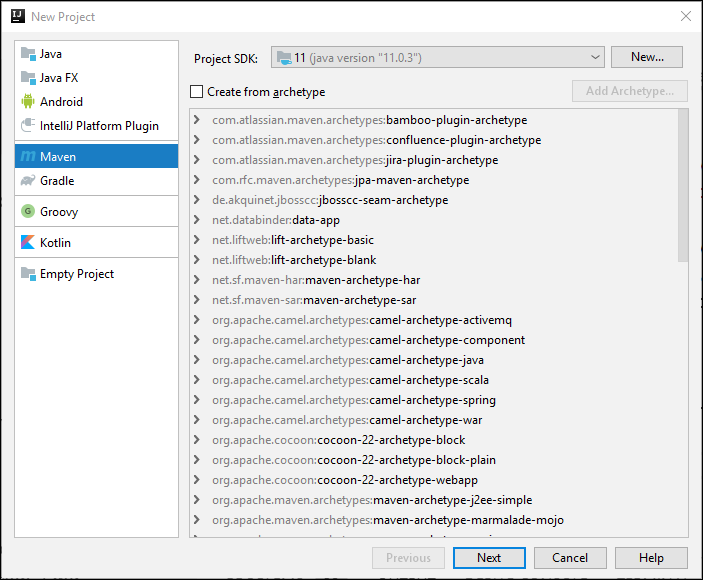 New Project
Java
Java FX
Android
IntelliJ Platform Plugin
Maven
Gradle
Groovy
Kotlin
Empty Project
Project SDK: 11 (java version "11.0.3") New...
Create from archetype Add Archetype...
com.atlassian.maven.archetypes:bamboo-plugin-archetype
com.atlassian.maven.archetypes:confluence-plugin-archetype
com.atlassian.maven.archetypes:jira-plugin-archetype
com.rfc.maven.archetypes:jpa-maven-archetype
de.akquinet.jbosscc:jbosscc-seam-archetype
net.databinder:data-app
net.liftweb:lift-archetype-basic
net.liftweb:lift-archetype-blank
net.sf.maven-har:maven-archetype-har
net.sf.maven-sar:maven-archetype-sar
org.apache.camel.archetypes:camel-archetype-activemq
org.apache.camel.archetypes:camel-archetype-component
org.apache.camel.archetypes:camel-archetype-java
org.apache.camel.archetypes:camel-archetype-scala
org.apache.camel.archetypes:camel-archetype-spring
org.apache.camel.archetypes:camel-archetype-war
org.apache.cocoon:cocoon-22-archetype-block
org.apache.cocoon:cocoon-22-archetype-block-plain
org.apache.cocoon:cocoon-22-archetype-webapp
org.apache.maven.archetypes:maven-archetype-j2ee-simple
org.apache.maven.archetypes:maven-archetype-marmalade-mojo
Previous Next Cancel Help